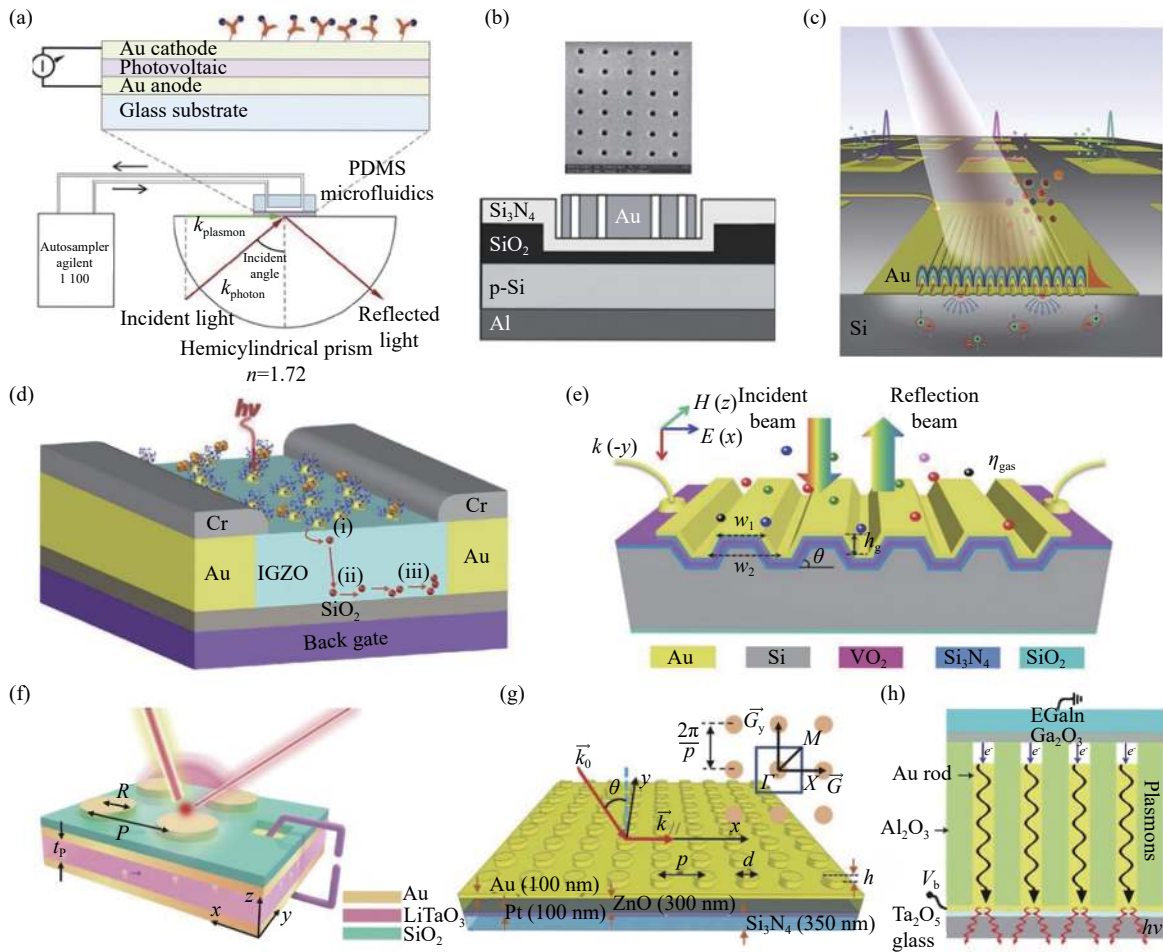 (a)
Au cathode
Photovoltaic
Au anode
Glass substrate
I
PDMS
microfluidics
Autosampler
agilent
1 100
k_plasmon
Incident
angle
k_photon
Incident light
Reflected
light
Hemicylindrical prism
n=1.72
(b)
Si₃N₄
Au
SiO₂
p-Si
Al
(c)
Au
Si
(d)
hv
Cr
Cr
(i)
Au
IGZO
Au
(ii)
(iii)
SiO₂
Back gate
(e)
Incident
beam
Reflection
beam
H (z)
E (x)
k (-y)
η_gas
w₁
h_g
w₂
θ
Au
Si
VO₂
Si₃N₄
SiO₂
(f)
R
P
t_P
z
x
y
Au
LiTaO₃
SiO₂
(g)
2π
p
G⃗_y
M
Γ
X
G⃗
k⃗₀
θ
y
k⃗_//
x
p
d
h
Au (100 nm)
ZnO (300 nm)
Pt (100 nm)
Si₃N₄ (350 nm)
(h)
EGaIn
Ga₂O₃
e⁻
e⁻
e⁻
e⁻
Au rod
Al₂O₃
Plasmons
V_b
Ta₂O₅
glass
hv